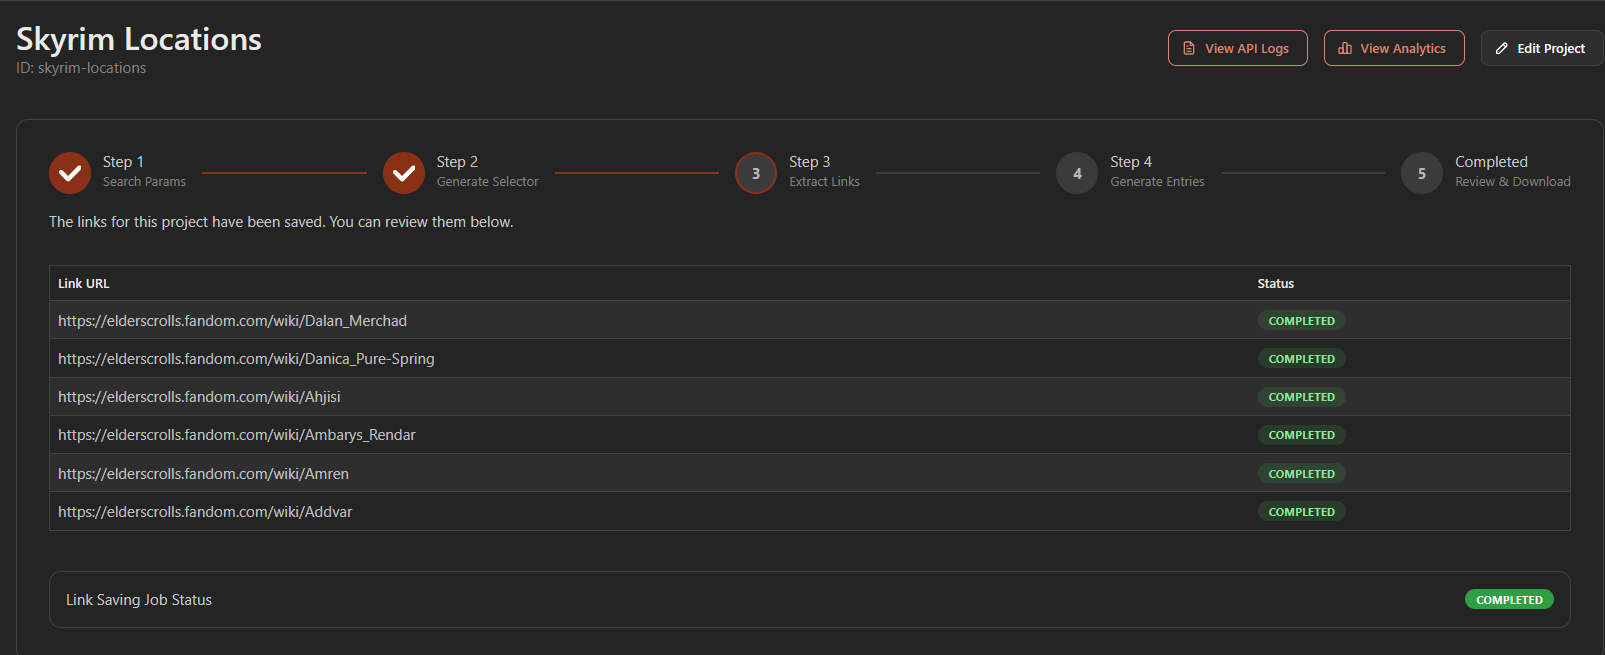 Skyrim Locations
ID: skyrim-locations
View API Logs
View Analytics
Edit Project
Step 1
Search Params
Step 2
Generate Selector
3
Step 3
Extract Links
4
Step 4
Generate Entries
5
Completed
Review & Download
The links for this project have been saved. You can review them below.
Link URL Status
https://elderscrolls.fandom.com/wiki/Dalan_Merchad COMPLETED
https://elderscrolls.fandom.com/wiki/Danica_Pure-Spring COMPLETED
https://elderscrolls.fandom.com/wiki/Ahjisi COMPLETED
https://elderscrolls.fandom.com/wiki/Ambarys_Rendar COMPLETED
https://elderscrolls.fandom.com/wiki/Amren COMPLETED
https://elderscrolls.fandom.com/wiki/Addvar COMPLETED
Link Saving Job Status COMPLETED